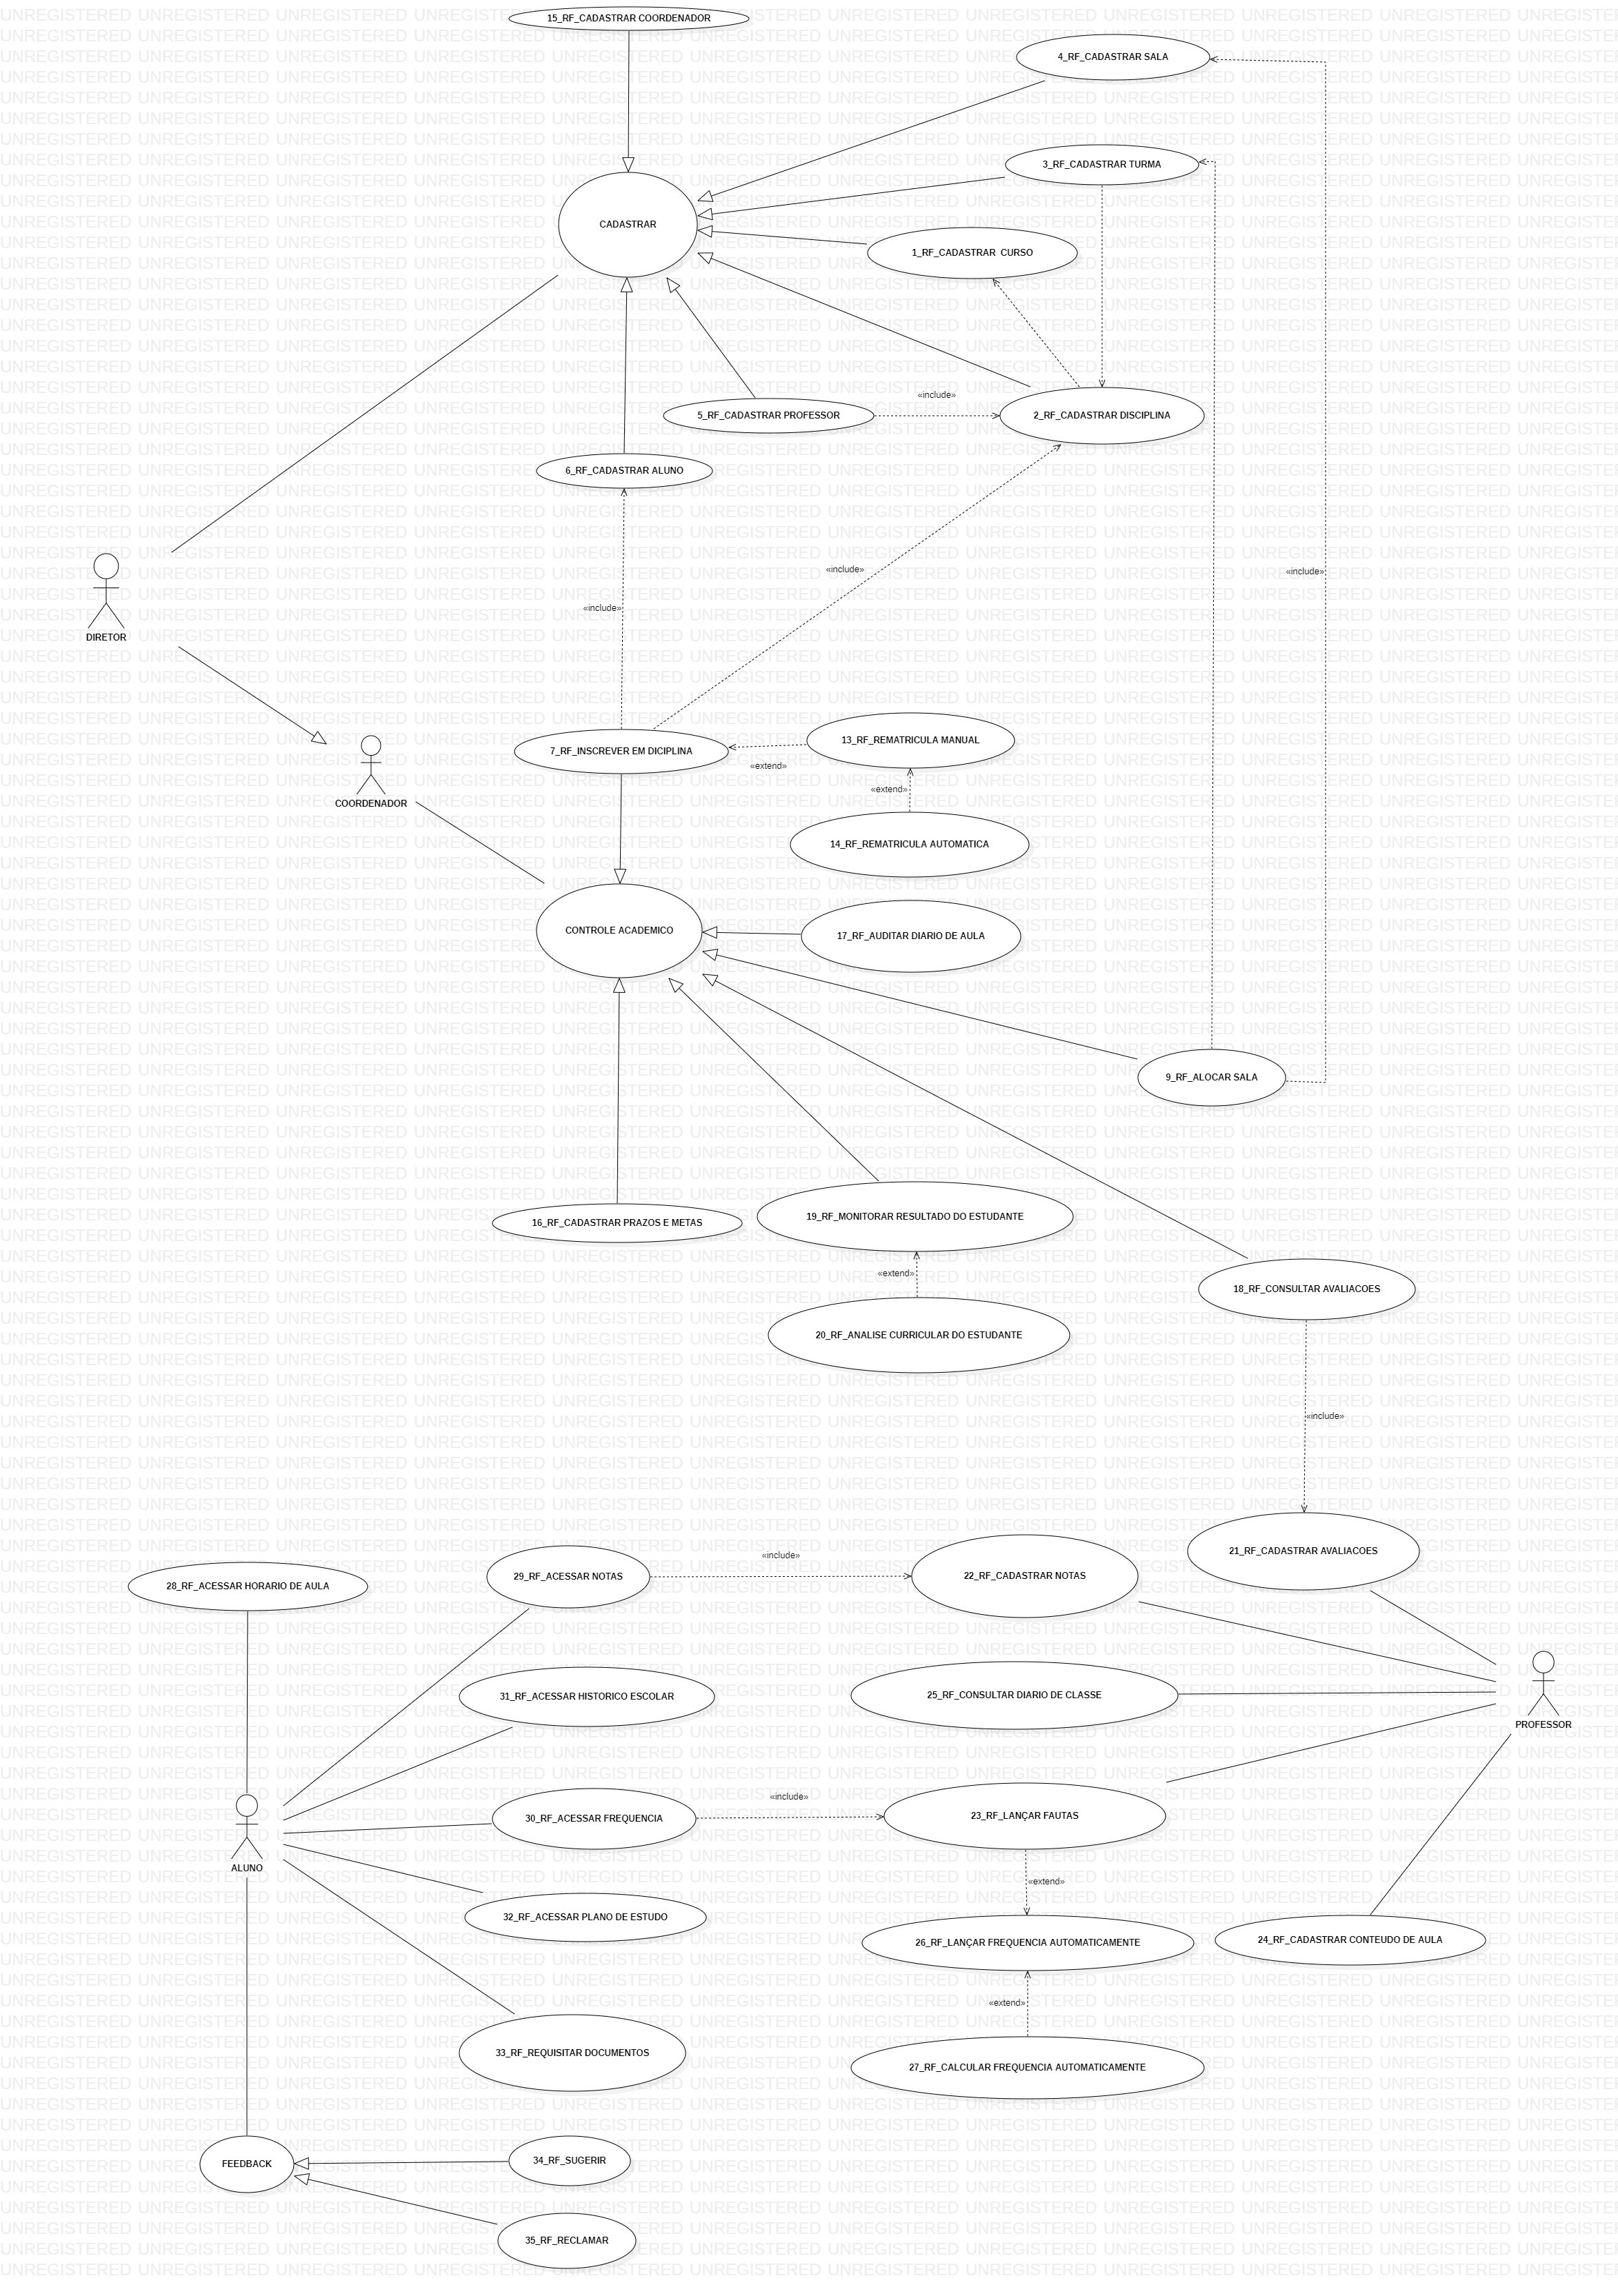 15_RF_CADASTRAR COORDENADOR
4_RF_CADASTRAR SALA
3_RF_CADASTRAR TURMA
CADASTRAR
1_RF_CADASTRAR CURSO
«include»
5_RF_CADASTRAR PROFESSOR
2_RF_CADASTRAR DISCIPLINA
6_RF_CADASTRAR ALUNO
«include»
«include»
«include»
DIRETOR
13_RF_REMATRICULA MANUAL
7_RF_INSCREVER EM DICIPLINA
«extend»
«extend»
COORDENADOR
14_RF_REMATRICULA AUTOMATICA
CONTROLE ACADEMICO
17_RF_AUDITAR DIARIO DE AULA
9_RF_ALOCAR SALA
19_RF_MONITORAR RESULTADO DO ESTUDANTE
16_RF_CADASTRAR PRAZOS E METAS
«extend»
18_RF_CONSULTAR AVALIACOES
20_RF_ANALISE CURRICULAR DO ESTUDANTE
«include»
21_RF_CADASTRAR AVALIACOES
«include»
29_RF_ACESSAR NOTAS
22_RF_CADASTRAR NOTAS
28_RF_ACESSAR HORARIO DE AULA
25_RF_CONSULTAR DIARIO DE CLASSE
31_RF_ACESSAR HISTORICO ESCOLAR
PROFESSOR
«include»
23_RF_LANÇAR FAUTAS
30_RF_ACESSAR FREQUENCIA
ALUNO
«extend»
32_RF_ACESSAR PLANO DE ESTUDO
24_RF_CADASTRAR CONTEUDO DE AULA
26_RF_LANÇAR FREQUENCIA AUTOMATICAMENTE
«extend»
33_RF_REQUISITAR DOCUMENTOS
27_RF_CALCULAR FREQUENCIA AUTOMATICAMENTE
34_RF_SUGERIR
FEEDBACK
35_RF_RECLAMAR